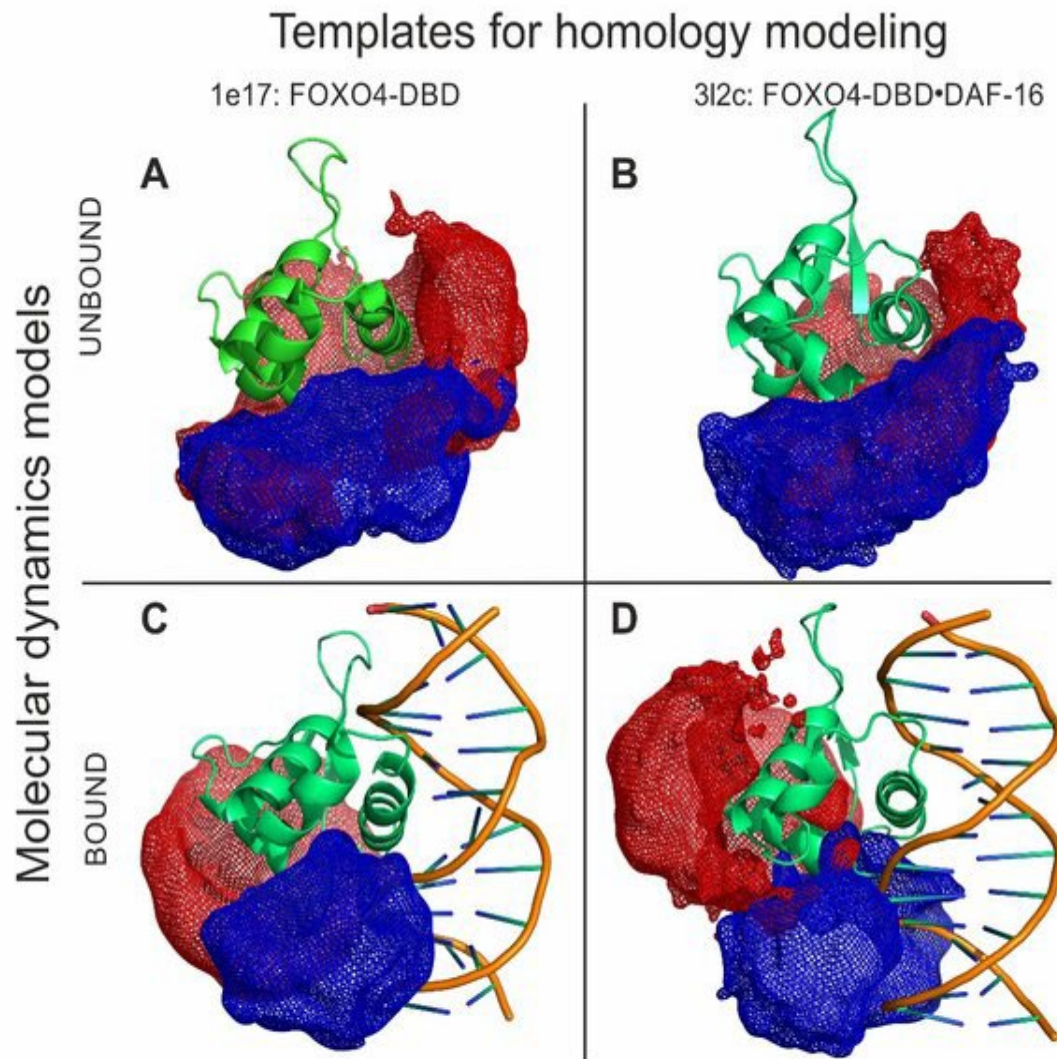 Templates for homology modeling
1e17: FOXO4-DBD
3l2c: FOXO4-DBD•DAF-16
Molecular dynamics models
UNBOUND
A
B
BOUND
C
D